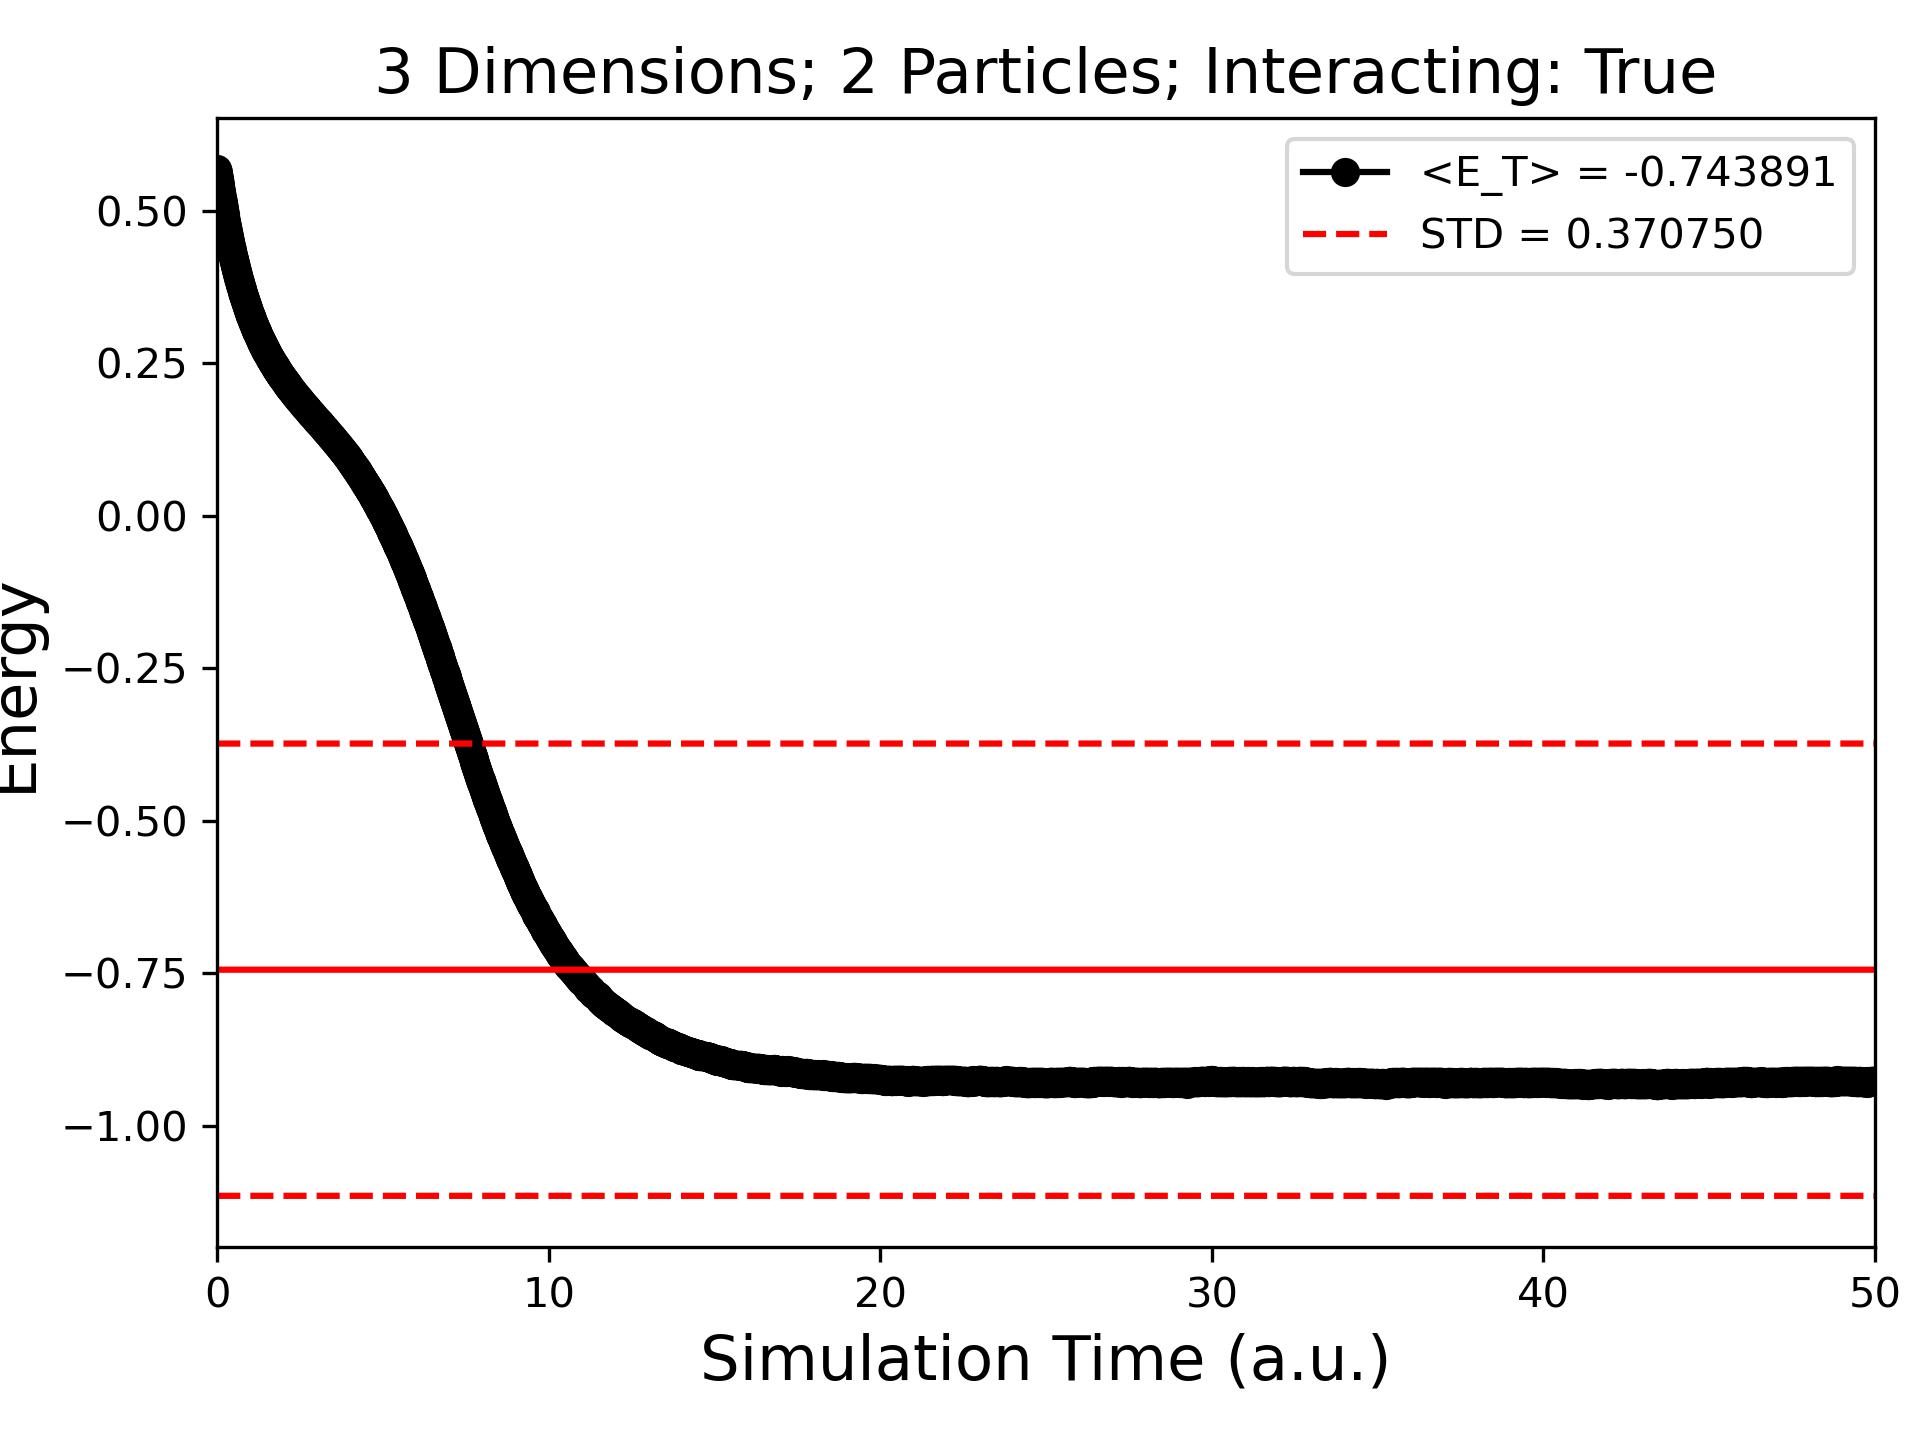 3 Dimensions; 2 Particles; Interacting: True
<E_T> = -0.743891
STD = 0.370750
Energy
0.50
0.25
0.00
−0.25
−0.50
−0.75
−1.00
0 10 20 30 40 50
Simulation Time (a.u.)